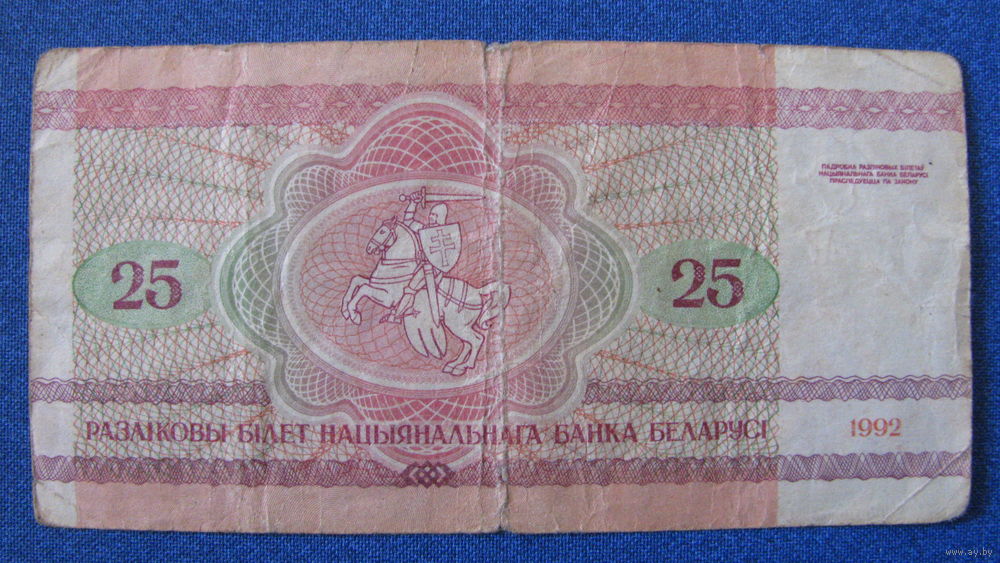 ПАДРОБКА РАЗЛІКОВЫХ БІЛЕТАЎ
НАЦЫЯНАЛЬНАГА БАНКА БЕЛАРУСІ
ПРАСЛЕДУЕЦЦА ПА ЗАКОНУ
25 25
РАЗЛІКОВЫ БІЛЕТ НАЦЫЯНАЛЬНАГА БАНКА БЕЛАРУСІ 1992
www.ay.by